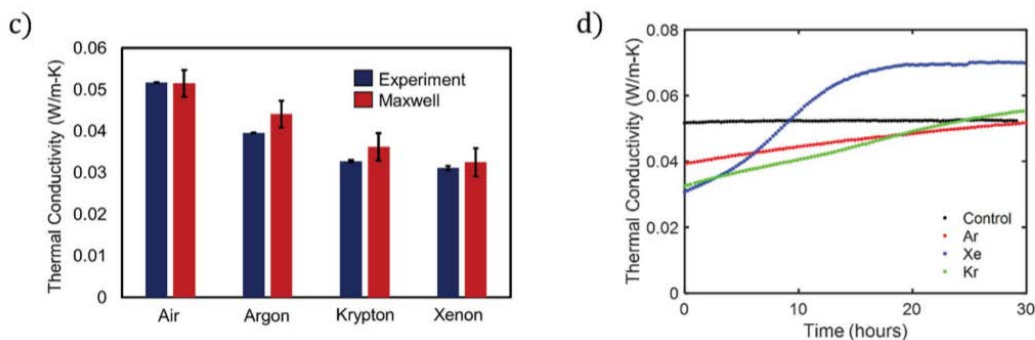 c)
Thermal Conductivity (W/m-K)
0.06
0.05
0.04
0.03
0.02
0.01
0
Experiment
Maxwell
Air Argon Krypton Xenon
d)
Thermal Conductivity (W/m-K)
0.08
0.06
0.04
0.02
0
Control
Ar
Xe
Kr
0 10 20 30
Time (hours)